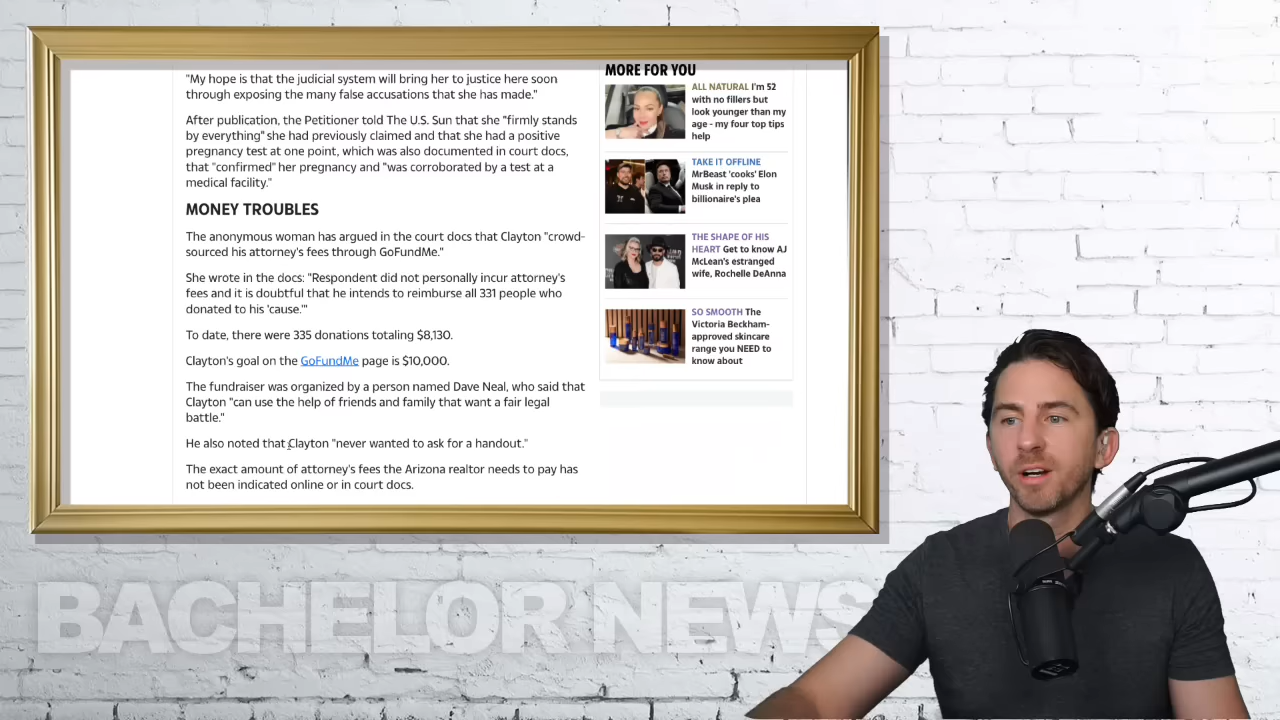 "My hope is that the judicial system will bring her to justice here soon
through exposing the many false accusations that she has made."
After publication, the Petitioner told The U.S. Sun that she "firmly stands
by everything" she had previously claimed and that she had a positive
pregnancy test at one point, which was also documented in court docs,
that "confirmed" her pregnancy and "was corroborated by a test at a
medical facility."
MONEY TROUBLES
The anonymous woman has argued in the court docs that Clayton "crowd-
sourced his attorney's fees through GoFundMe."
She wrote in the docs: "Respondent did not personally incur attorney's
fees and it is doubtful that he intends to reimburse all 331 people who
donated to his 'cause.'"
To date, there were 335 donations totaling $8,130.
Clayton's goal on the GoFundMe page is $10,000.
The fundraiser was organized by a person named Dave Neal, who said that
Clayton "can use the help of friends and family that want a fair legal
battle."
He also noted that Clayton "never wanted to ask for a handout."
The exact amount of attorney's fees the Arizona realtor needs to pay has
not been indicated online or in court docs.
MORE FOR YOU
ALL NATURAL I'm 52
with no fillers but
look younger than my
age - my four top tips
help
TAKE IT OFFLINE
MrBeast 'cooks' Elon
Musk in reply to
billionaire's plea
THE SHAPE OF HIS
HEART Get to know AJ
McLean's estranged
wife, Rochelle DeAnna
SO SMOOTH The
Victoria Beckham-
approved skincare
range you NEED to
know about
BACHELOR NEWS